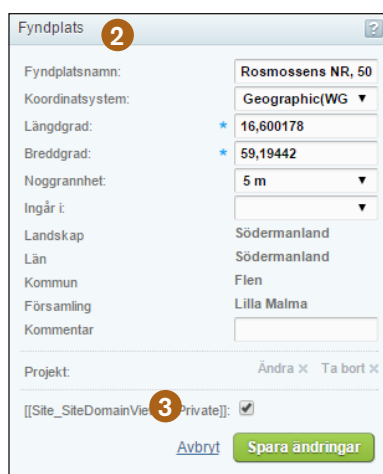 Fyndplats 2 ?
Fyndplatsnamn: Rosmossens NR, 50
Koordinatsystem: Geographic(WG
Längdgrad: * 16,600178
Breddgrad: * 59,19442
Noggrannhet: 5 m
Ingår i:
Landskap Södermanland
Län Södermanland
Kommun Flen
Församling Lilla Malma
Kommentar
Projekt: Ändra × Ta bort ×
[[Site_SiteDomainVie 3 Private]]:
Avbryt Spara ändringar